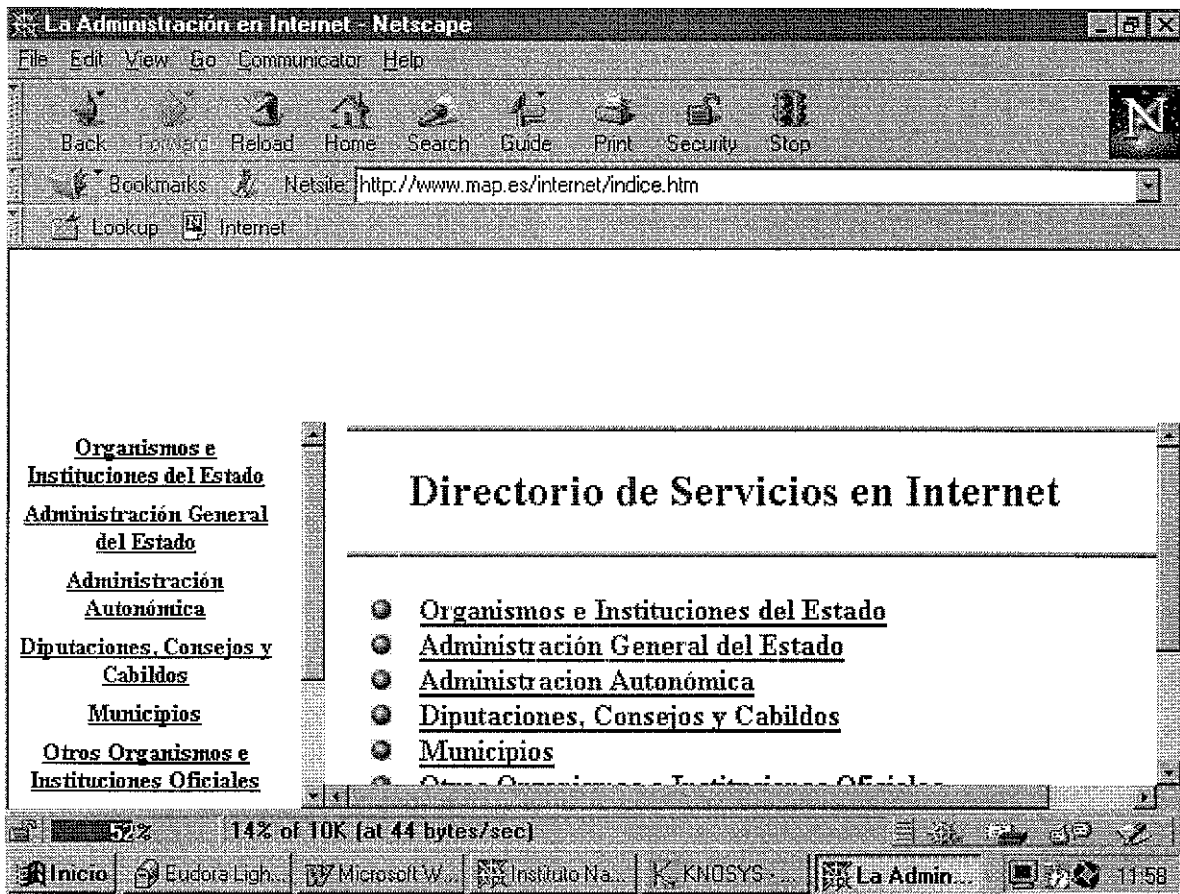 La Administración en Internet - Netscape
File Edit View Go Communicator Help
Back Forward Reload Home Search Guide Print Security Stop
N
Bookmarks Netsite: http://www.map.es/internet/indice.htm
Lookup Internet
Organismos e
Instituciones del Estado
Administración General
del Estado
Administración
Autonómica
Diputaciones, Consejos y
Cabildos
Municipios
Otros Organismos e
Instituciones Oficiales
Directorio de Servicios en Internet
Organismos e Instituciones del Estado
Administración General del Estado
Administracion Autonómica
Diputaciones, Consejos y Cabildos
Municipios
Otros Organismos e Instituciones Oficiales
52% 14% of 10K (at 44 bytes/sec)
Inicio Eudora Ligh... Microsoft W... Instituto Na... KNOSYS - ... La Admin... 11:58